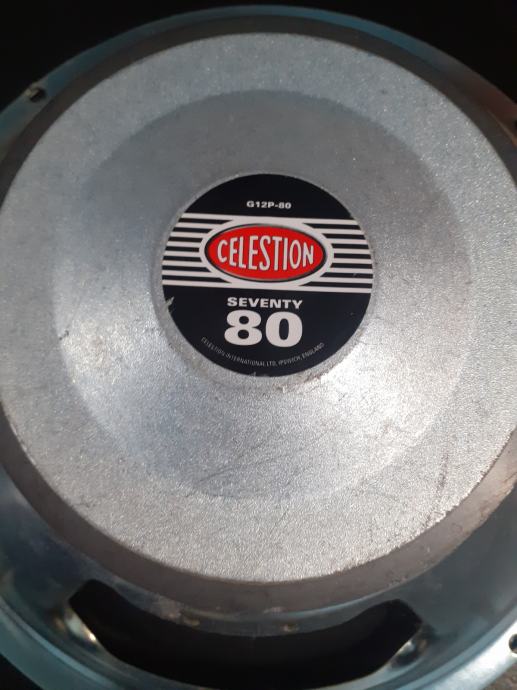 G12P-80
CELESTION
SEVENTY
80
CELESTION INTERNATIONAL LTD, IPSWICH, ENGLAND